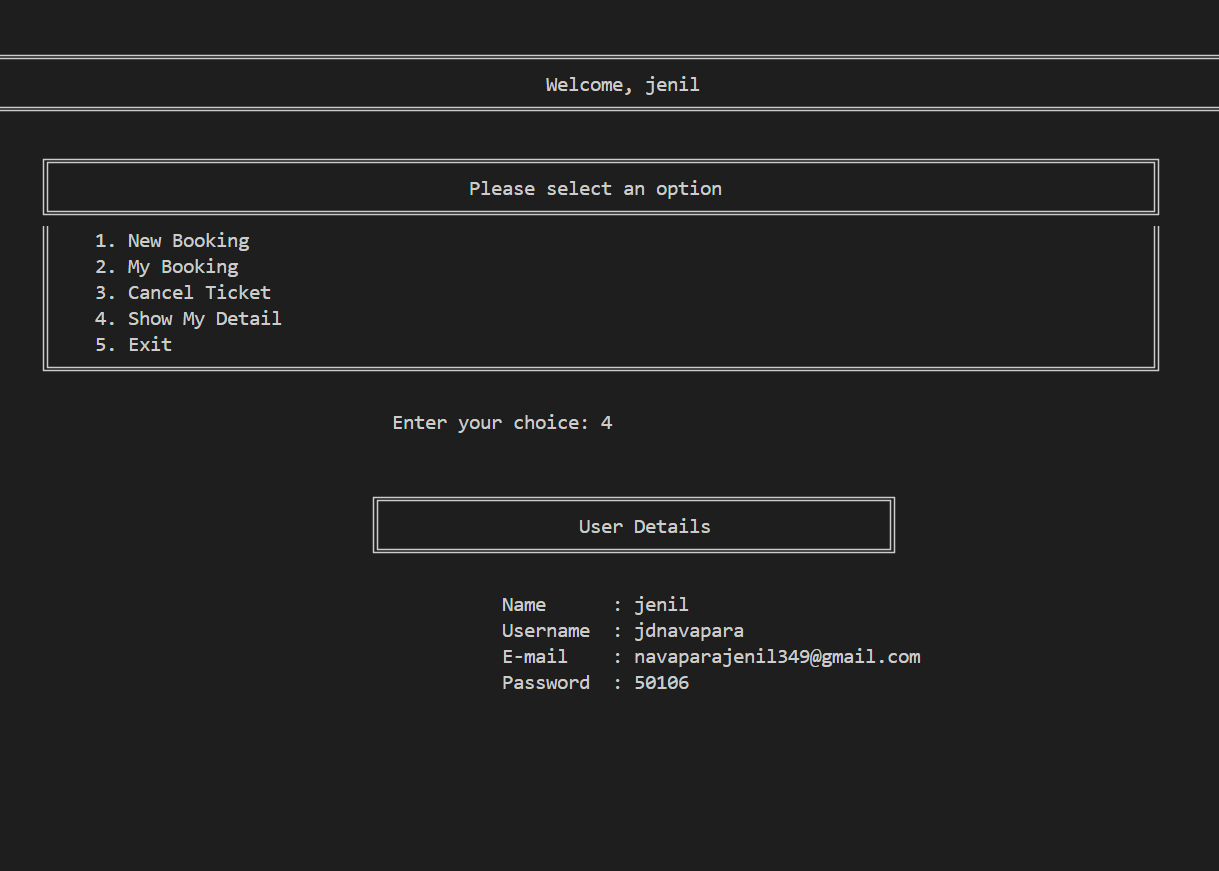 Welcome, jenil
Please select an option
1. New Booking
2. My Booking
3. Cancel Ticket
4. Show My Detail
5. Exit
Enter your choice: 4
User Details
Name : jenil
Username : jdnavapara
E-mail : navaparajenil349@gmail.com
Password : 50106